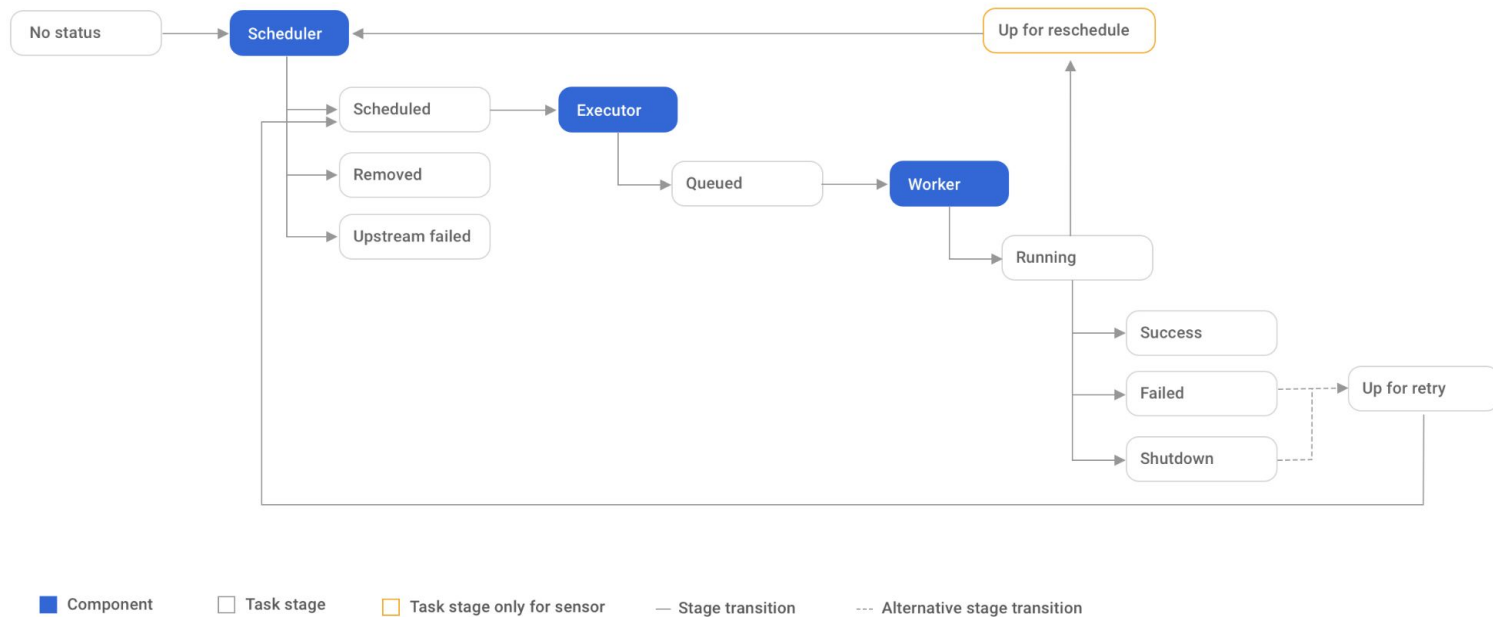 No status
Scheduler
Up for reschedule
Scheduled
Executor
Removed
Queued
Worker
Upstream failed
Running
Success
Failed
Up for retry
Shutdown
Component
Task stage
Task stage only for sensor
Stage transition
Alternative stage transition